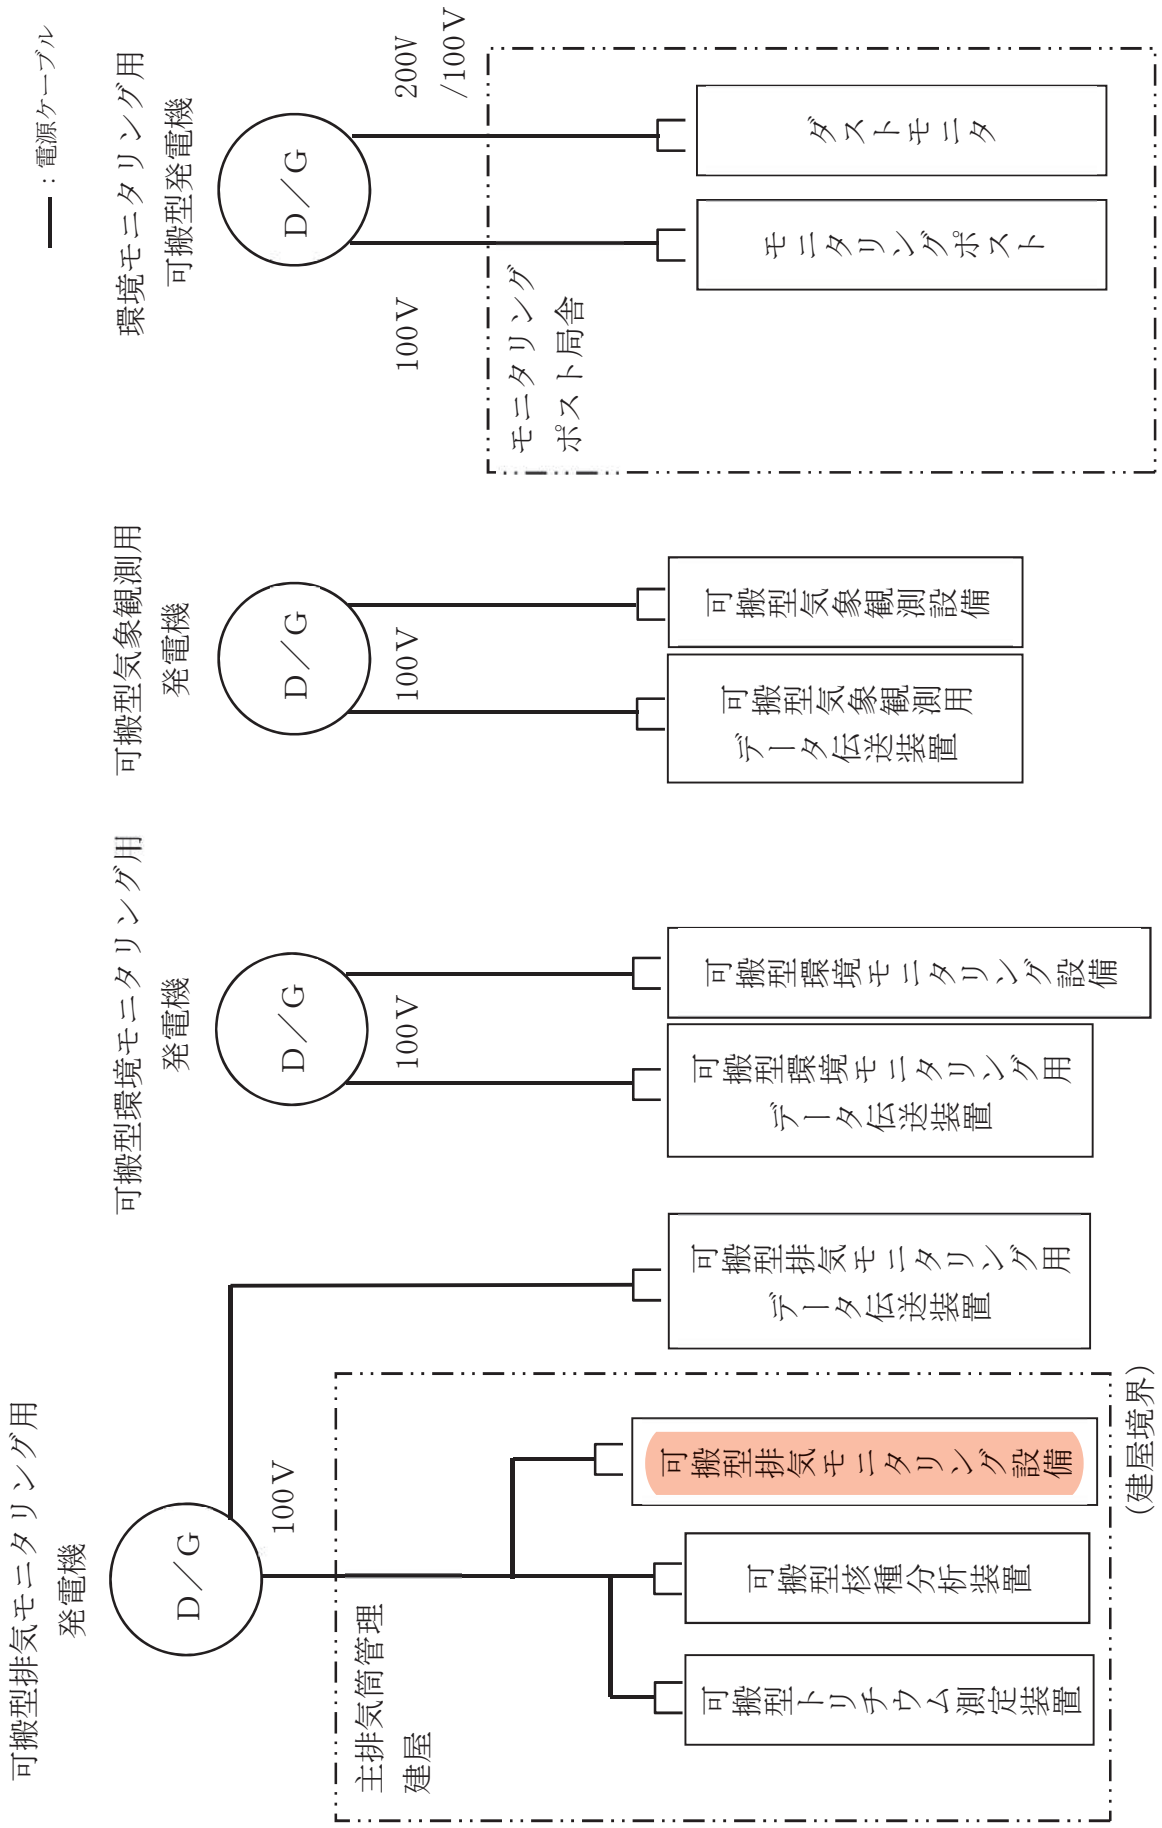 ━━：電源ケーブル
可搬型排気モニタリング用
発電機
D／G
100V
主排気筒管理
建屋
可搬型トリチウム測定装置
可搬型核種分析装置
可搬型排気モニタリング設備
(建屋境界)
可搬型排気モニタリング用
データ伝送装置
可搬型環境モニタリング用
発電機
D／G
100V
可搬型環境モニタリング用
データ伝送装置
可搬型環境モニタリング設備
可搬型気象観測用
発電機
D／G
100V
可搬型気象観測用
データ伝送装置
可搬型気象観測設備
環境モニタリング用
可搬型発電機
D／G
100V
200V
/100V
モニタリング
ポスト局舎
モニタリングポスト
ダストモニタ